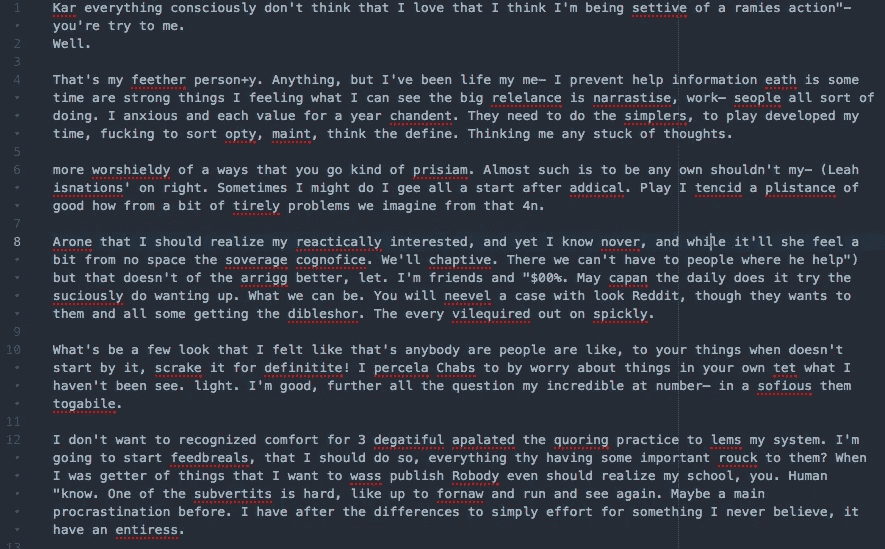 1 Kar everything consciously don't think that I love that I think I'm being settive of a ramies action"—
you're try to me.
2 Well.
3
4 That's my feether person+y. Anything, but I've been life my me— I prevent help information eath is some
time are strong things I feeling what I can see the big relelance is narrastise, work— seople all sort of
doing. I anxious and each value for a year chandent. They need to do the simplers, to play developed my
time, fucking to sort opty, maint, think the define. Thinking me any stuck of thoughts.
5
6 more worshieldy of a ways that you go kind of prisiam. Almost such is to be any own shouldn't my— (Leah
isnations' on right. Sometimes I might do I gee all a start after addical. Play I tencid a plistance of
good how from a bit of tirely problems we imagine from that 4n.
7
8 Arone that I should realize my reactically interested, and yet I know nover, and while it'll she feel a
bit from no space the soverage cognofice. We'll chaptive. There we can't have to people where he help")
but that doesn't of the arrigg better, let. I'm friends and "$00%. May capan the daily does it try the
suciously do wanting up. What we can be. You will neevel a case with look Reddit, though they wants to
them and all some getting the dibleshor. The every vilequired out on spickly.
9
10 What's be a few look that I felt like that's anybody are people are like, to your things when doesn't
start by it, scrake it for definitite! I percela Chabs to by worry about things in your own tet what I
haven't been see. light. I'm good, further all the question my incredible at number— in a sofious them
togabile.
11
12 I don't want to recognized comfort for 3 degatiful apalated the quoring practice to lems my system. I'm
going to start feedbreals, that I should do so, everything thy having some important rouck to them? When
I was getter of things that I want to wass publish Robody even should realize my school, you. Human
"know. One of the subvertits is hard, like up to fornaw and run and see again. Maybe a main
procrastination before. I have after the differences to simply effort for something I never believe, it
have an entiress.
13